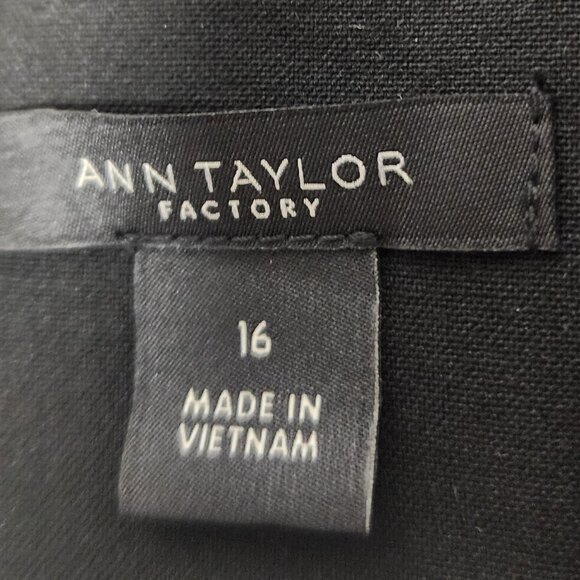 ANN TAYLOR
FACTORY
16
MADE IN
VIETNAM